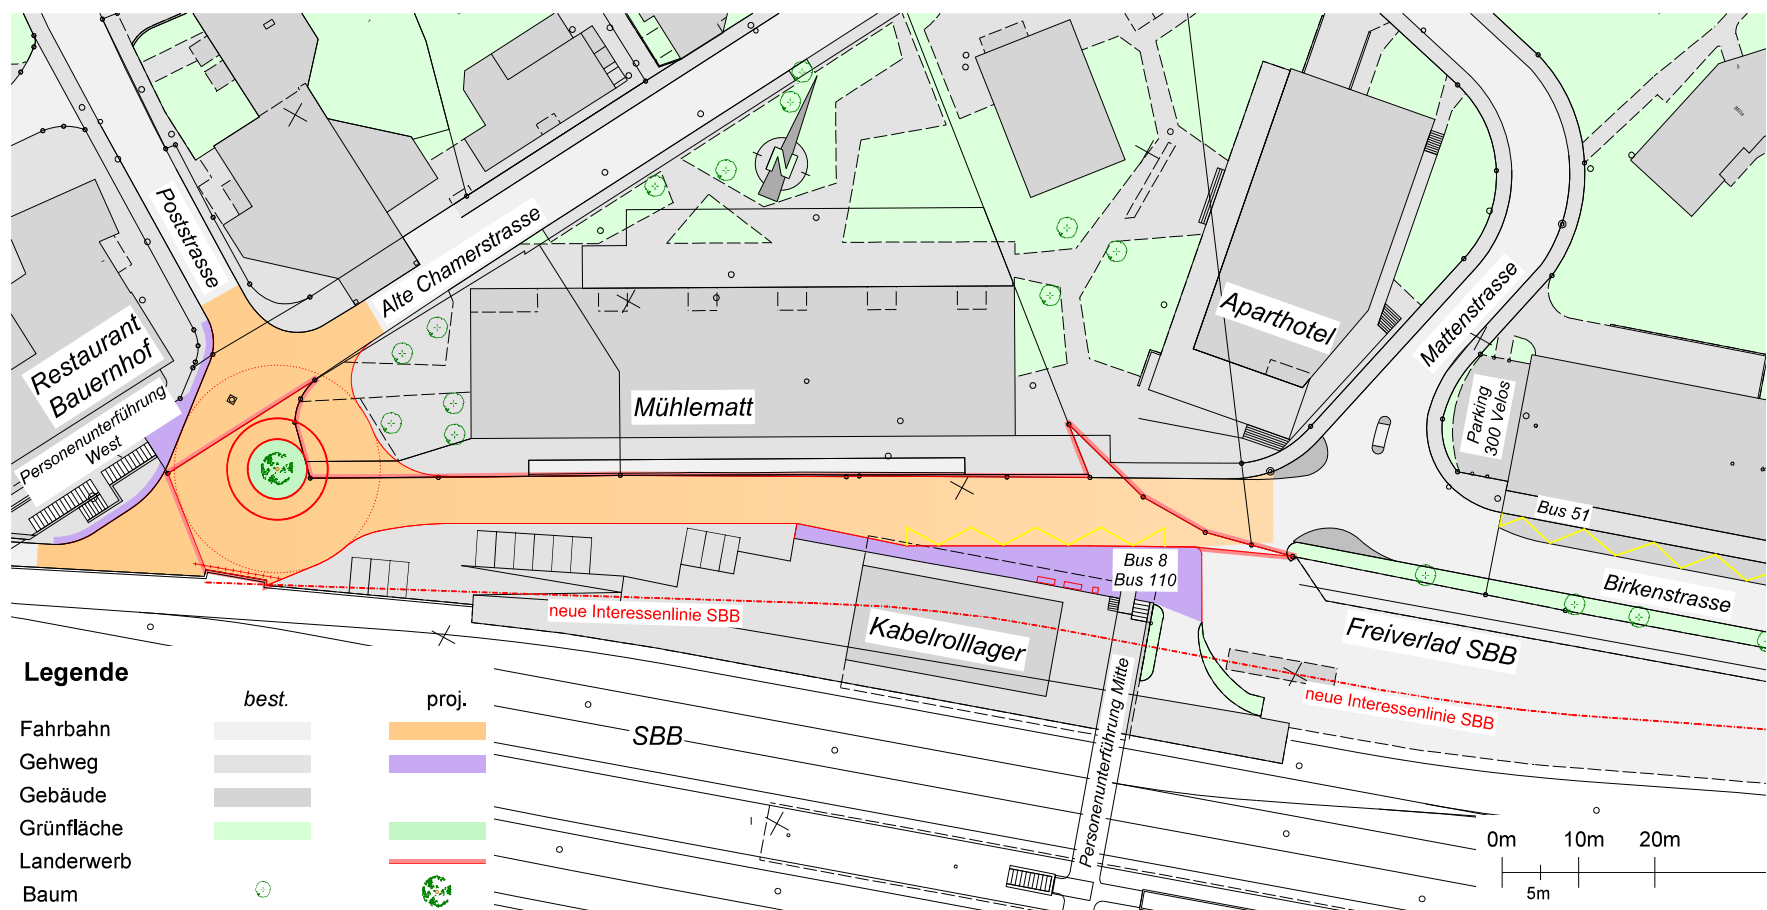 Poststrasse
Alte Chamerstrasse
Restaurant
Bauernhof
Personenunterführung
West
Mühlematt
Aparthotel
Mattenstrasse
Parking
300 Velos
Bus 51
Birkenstrasse
Bus 8
Bus 110
neue Interessenlinie SBB
Kabelrolllager
Freiverlad SBB
neue Interessenlinie SBB
SBB
Personenunterführung Mitte
N
Legende
best.
proj.
Fahrbahn
Gehweg
Gebäude
Grünfläche
Landerwerb
Baum
0m
10m
20m
5m